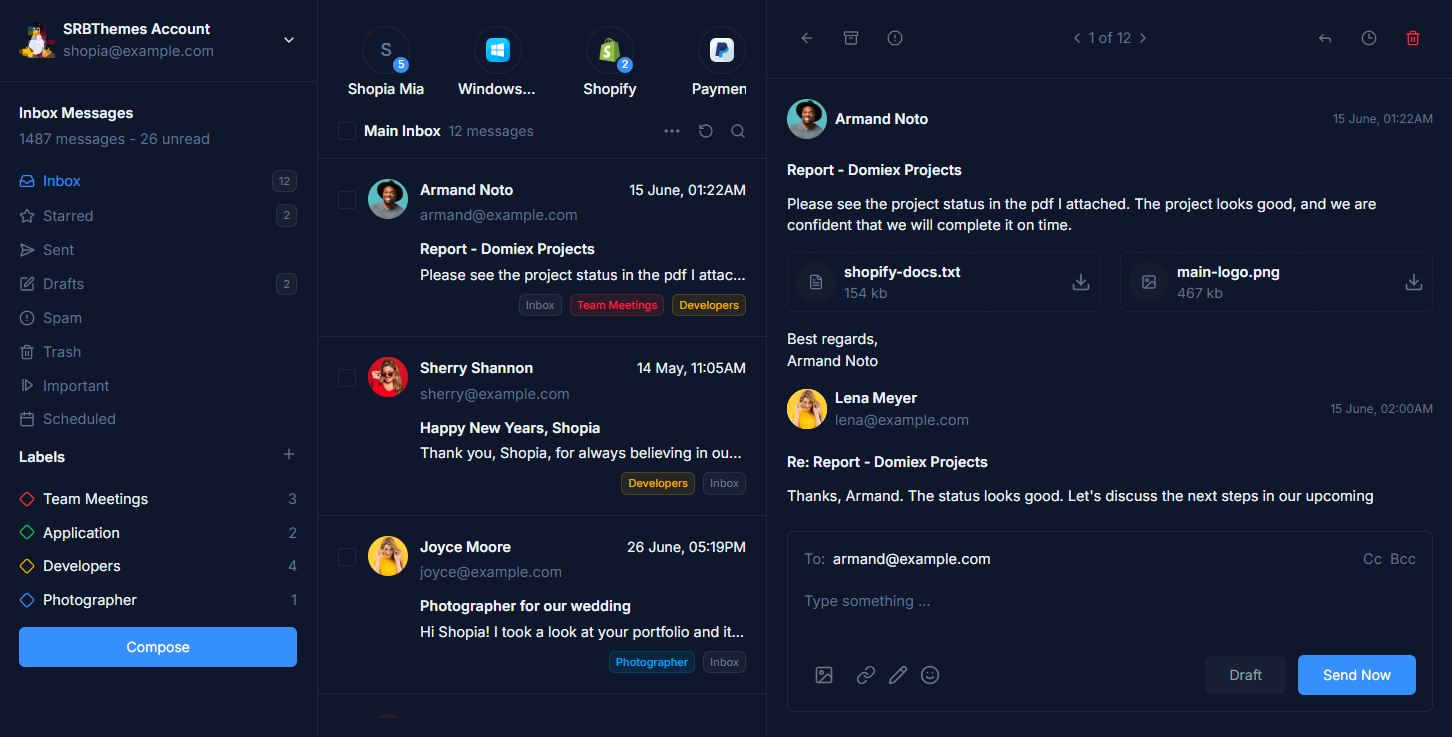 SRBThemes Account
shopia@example.com
Inbox Messages
1487 messages - 26 unread
Inbox 12
Starred 2
Sent
Drafts 2
Spam
Trash
Important
Scheduled
Labels
Team Meetings 3
Application 2
Developers 4
Photographer 1
Compose
S 5
Shopia Mia
Windows...
2
Shopify
Paymen
Main Inbox 12 messages
Armand Noto 15 June, 01:22AM
armand@example.com
Report - Domiex Projects
Please see the project status in the pdf I attac...
Inbox Team Meetings Developers
Sherry Shannon 14 May, 11:05AM
sherry@example.com
Happy New Years, Shopia
Thank you, Shopia, for always believing in ou...
Developers Inbox
Joyce Moore 26 June, 05:19PM
joyce@example.com
Photographer for our wedding
Hi Shopia! I took a look at your portfolio and it...
Photographer Inbox
1 of 12
Armand Noto 15 June, 01:22AM
Report - Domiex Projects
Please see the project status in the pdf I attached. The project looks good, and we are
confident that we will complete it on time.
shopify-docs.txt
154 kb
main-logo.png
467 kb
Best regards,
Armand Noto
Lena Meyer
lena@example.com
15 June, 02:00AM
Re: Report - Domiex Projects
Thanks, Armand. The status looks good. Let's discuss the next steps in our upcoming
To: armand@example.com Cc Bcc
Type something ...
Draft Send Now